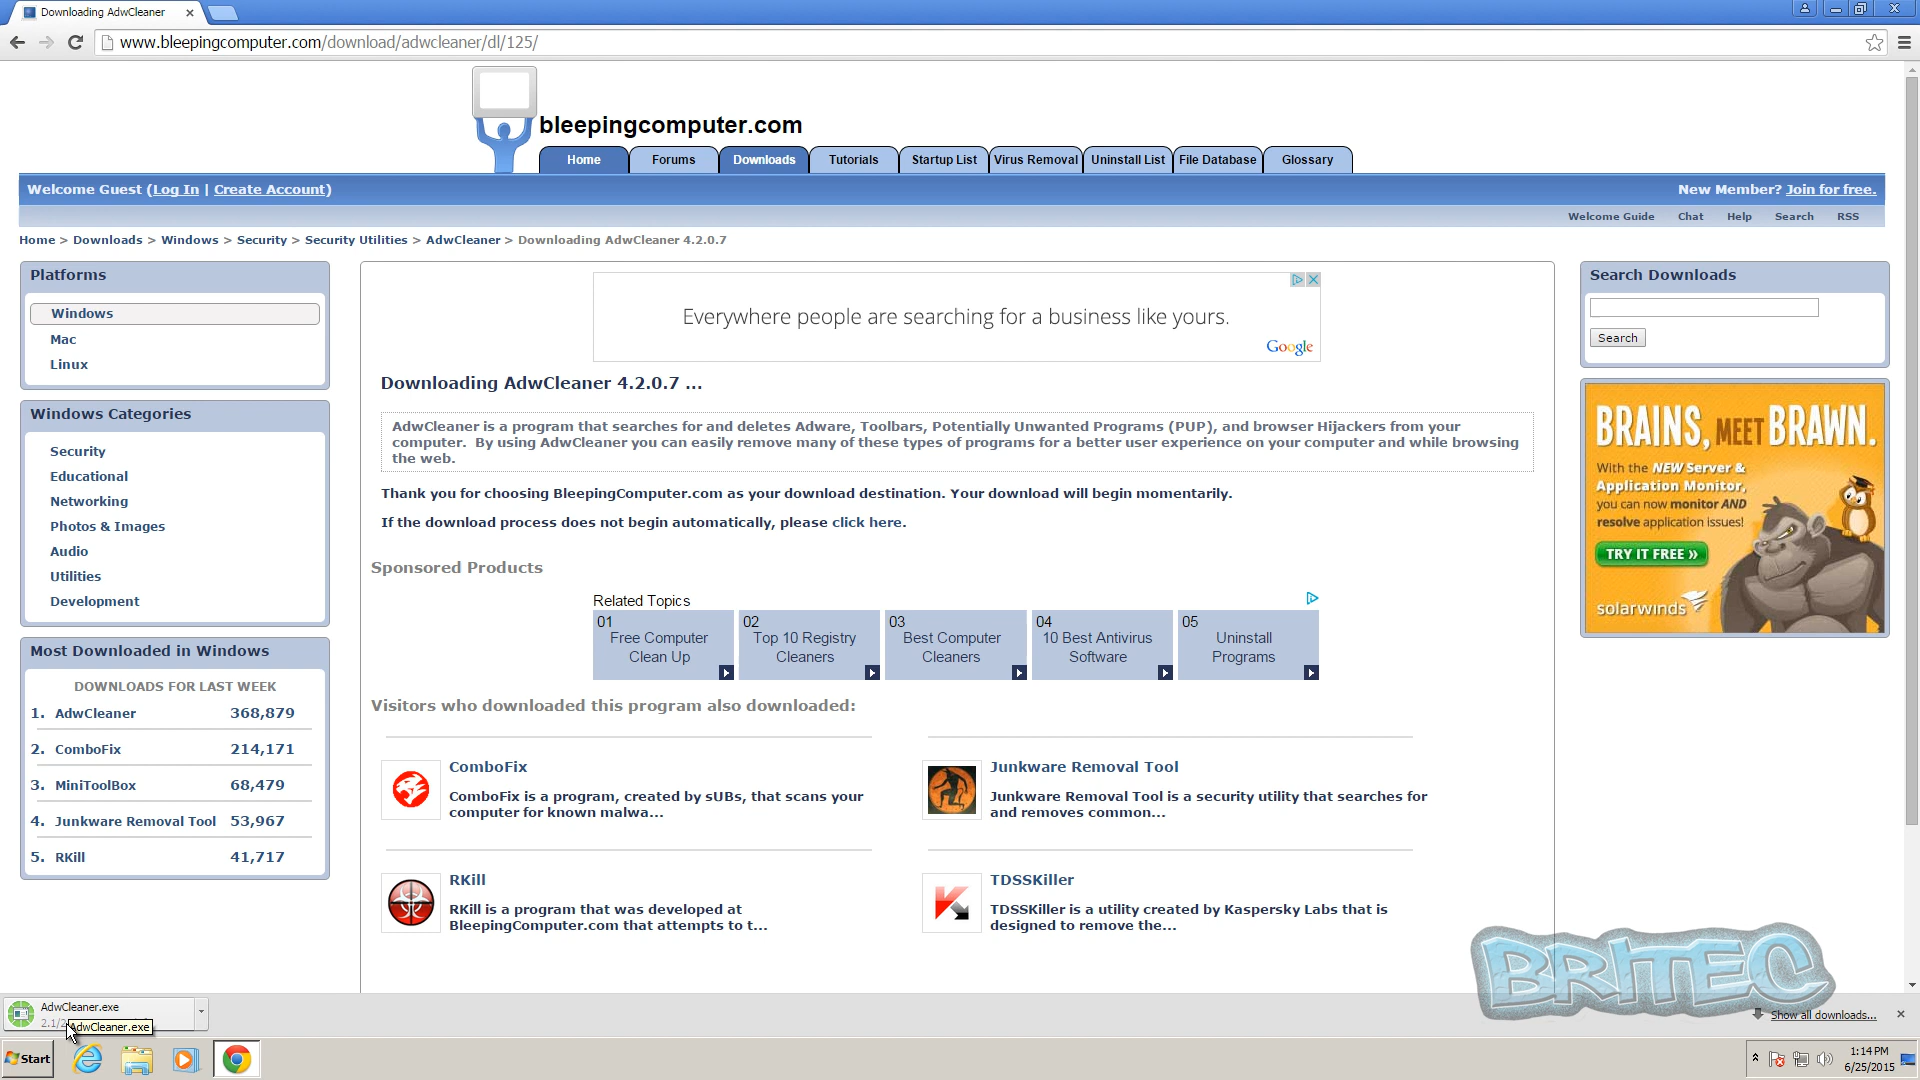 Downloading AdwCleaner
www.bleepingcomputer.com/download/adwcleaner/dl/125/
bleepingcomputer.com
Home Forums Downloads Tutorials Startup List Virus Removal Uninstall List File Database Glossary
Welcome Guest (Log In | Create Account)
New Member? Join for free.
Welcome Guide Chat Help Search RSS
Home > Downloads > Windows > Security > Security Utilities > AdwCleaner > Downloading AdwCleaner 4.2.0.7
Platforms
Windows
Mac
Linux
Windows Categories
Security
Educational
Networking
Photos & Images
Audio
Utilities
Development
Most Downloaded in Windows
DOWNLOADS FOR LAST WEEK
1. AdwCleaner 368,879
2. ComboFix 214,171
3. MiniToolBox 68,479
4. Junkware Removal Tool 53,967
5. RKill 41,717
Everywhere people are searching for a business like yours.
Google
Downloading AdwCleaner 4.2.0.7 ...
AdwCleaner is a program that searches for and deletes Adware, Toolbars, Potentially Unwanted Programs (PUP), and browser Hijackers from your
computer. By using AdwCleaner you can easily remove many of these types of programs for a better user experience on your computer and while browsing
the web.
Thank you for choosing BleepingComputer.com as your download destination. Your download will begin momentarily.
If the download process does not begin automatically, please click here.
Sponsored Products
Related Topics
01 Free Computer
Clean Up
02 Top 10 Registry
Cleaners
03 Best Computer
Cleaners
04 10 Best Antivirus
Software
05 Uninstall
Programs
Visitors who downloaded this program also downloaded:
ComboFix
ComboFix is a program, created by sUBs, that scans your
computer for known malwa...
Junkware Removal Tool
Junkware Removal Tool is a security utility that searches for
and removes common...
RKill
RKill is a program that was developed at
BleepingComputer.com that attempts to t...
TDSSKiller
TDSSKiller is a utility created by Kaspersky Labs that is
designed to remove the...
Search Downloads
Search
BRAINS, MEET BRAWN.
With the NEW Server &
Application Monitor,
you can now monitor AND
resolve application issues!
TRY IT FREE »
solarwinds
BRITEC
AdwCleaner.exe
AdwCleaner.exe
Show all downloads...
Start
1:14 PM
6/25/2015